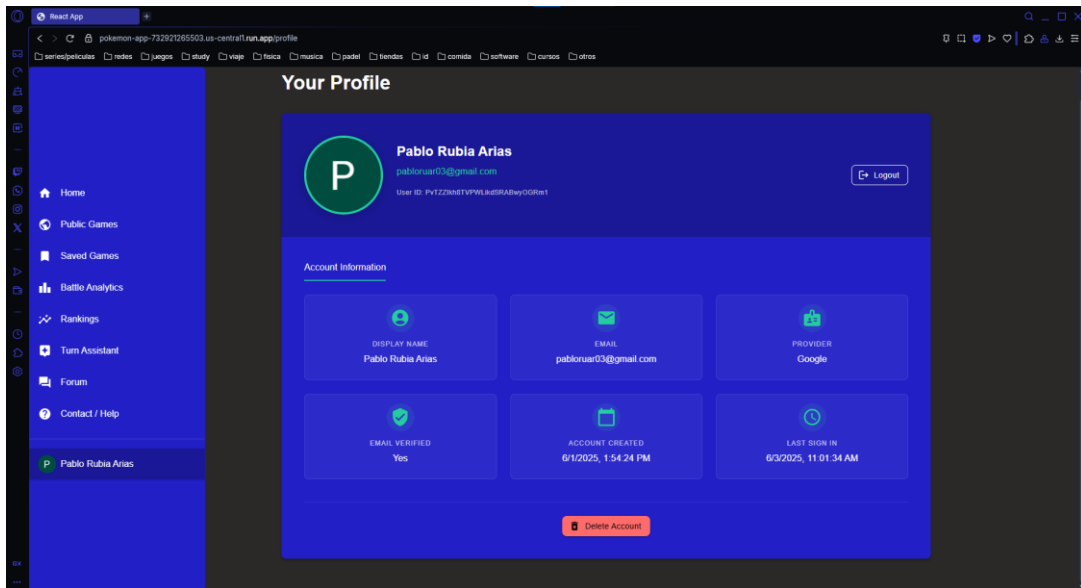 React App
pokemon-app-732921265503.us-central1.run.app/profile
series/peliculas redes juegos study viaje fisica musica padel tiendas id comida software cursos otros
Your Profile
P
Pablo Rubia Arias
pabloruar03@gmail.com
Logout
Home
Public Games
Saved Games
Battle Analytics
Rankings
Turn Assistant
Forum
Contact / Help
P Pablo Rubia Arias
Account Information
DISPLAY NAME
Pablo Rubia Arias
EMAIL
pabloruar03@gmail.com
PROVIDER
Google
EMAIL VERIFIED
Yes
ACCOUNT CREATED
6/1/2025, 1:54:24 PM
LAST SIGN IN
6/3/2025, 11:01:34 AM
Delete Account
GX